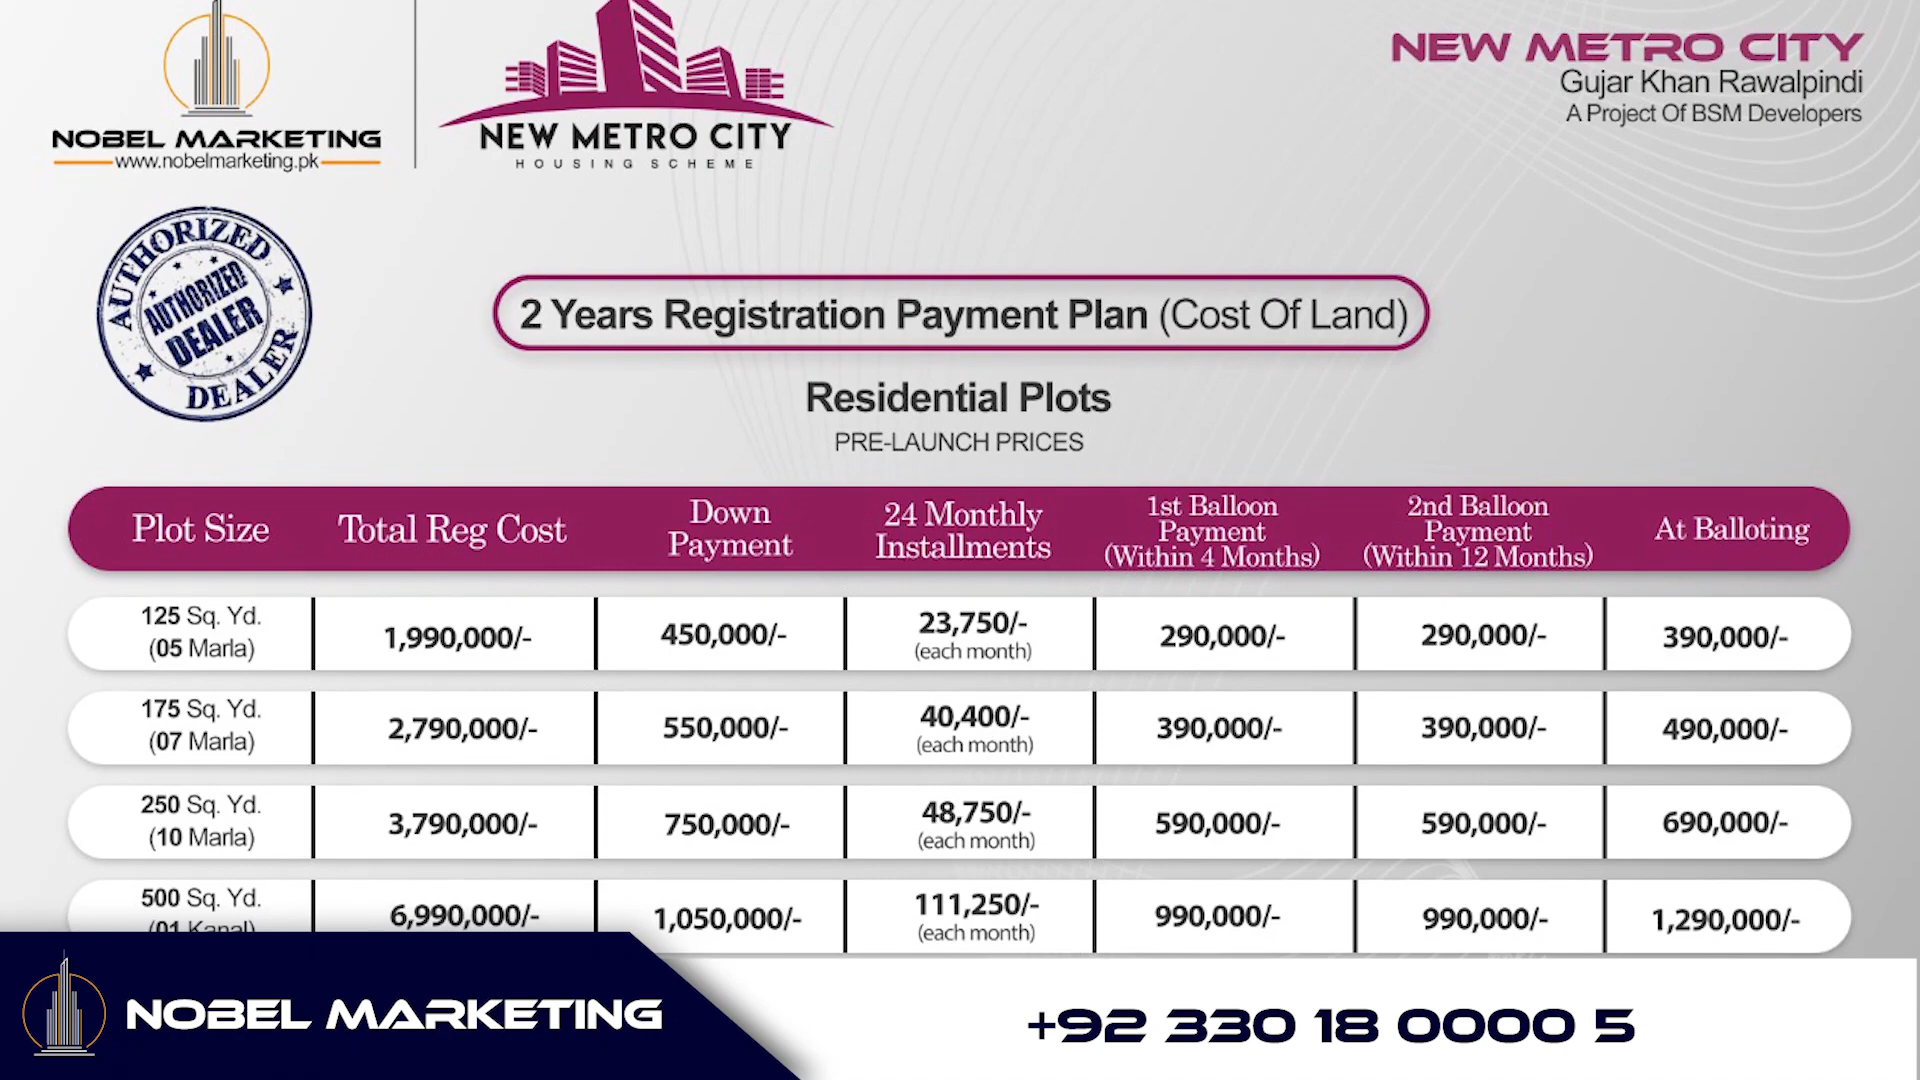 NOBEL MARKETING
www.nobelmarketing.pk
NEW METRO CITY
HOUSING SCHEME
NEW METRO CITY
Gujar Khan Rawalpindi
A Project Of BSM Developers
AUTHORIZED
AUTHORIZED
DEALER
DEALER
2 Years Registration Payment Plan (Cost Of Land)
Residential Plots
PRE-LAUNCH PRICES
Plot Size
Total Reg Cost
Down
Payment
24 Monthly
Installments
1st Balloon
Payment
(Within 4 Months)
2nd Balloon
Payment
(Within 12 Months)
At Balloting
125 Sq. Yd.
(05 Marla)
1,990,000/-
450,000/-
23,750/-
(each month)
290,000/-
290,000/-
390,000/-
175 Sq. Yd.
(07 Marla)
2,790,000/-
550,000/-
40,400/-
(each month)
390,000/-
390,000/-
490,000/-
250 Sq. Yd.
(10 Marla)
3,790,000/-
750,000/-
48,750/-
(each month)
590,000/-
590,000/-
690,000/-
500 Sq. Yd.
(01 Kanal)
6,990,000/-
1,050,000/-
111,250/-
(each month)
990,000/-
990,000/-
1,290,000/-
NOBEL MARKETING
+92 330 18 0000 5